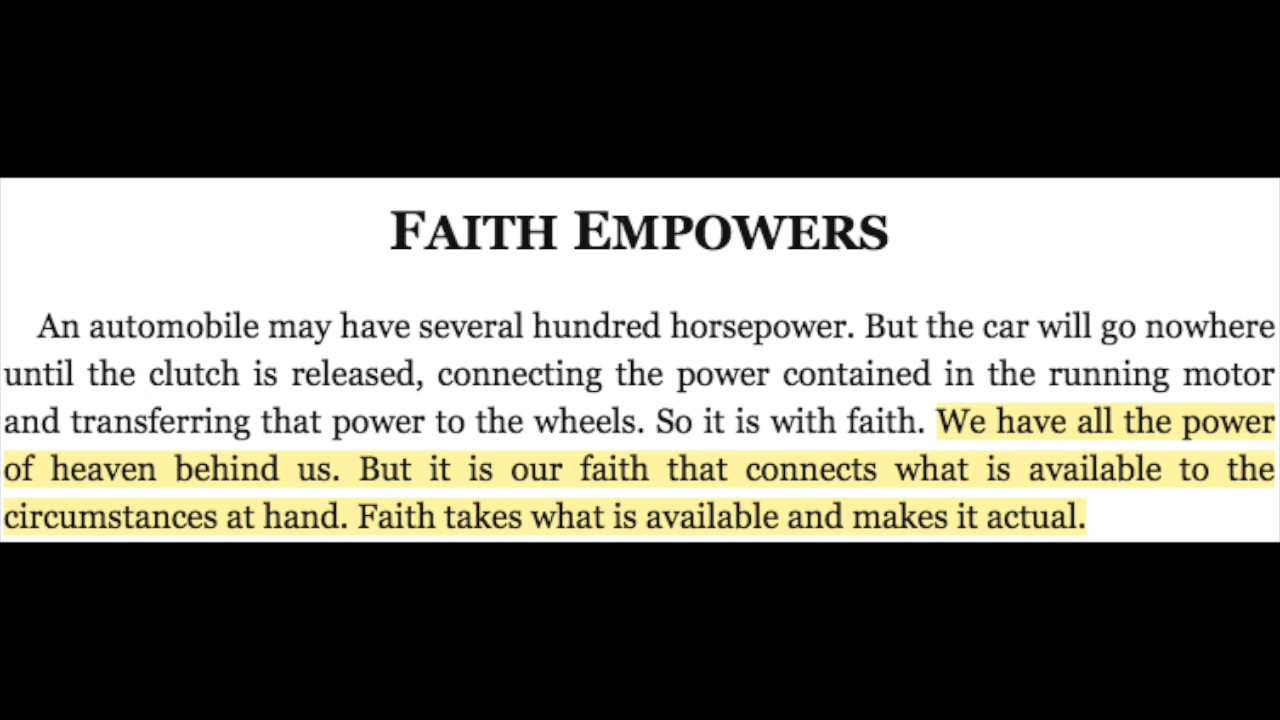 FAITH EMPOWERS
An automobile may have several hundred horsepower. But the car will go nowhere
until the clutch is released, connecting the power contained in the running motor
and transferring that power to the wheels. So it is with faith. We have all the power
of heaven behind us. But it is our faith that connects what is available to the
circumstances at hand. Faith takes what is available and makes it actual.